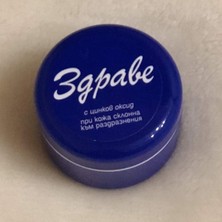 Здраве
с цинков оксид
при кожа склонна
към раздразнения